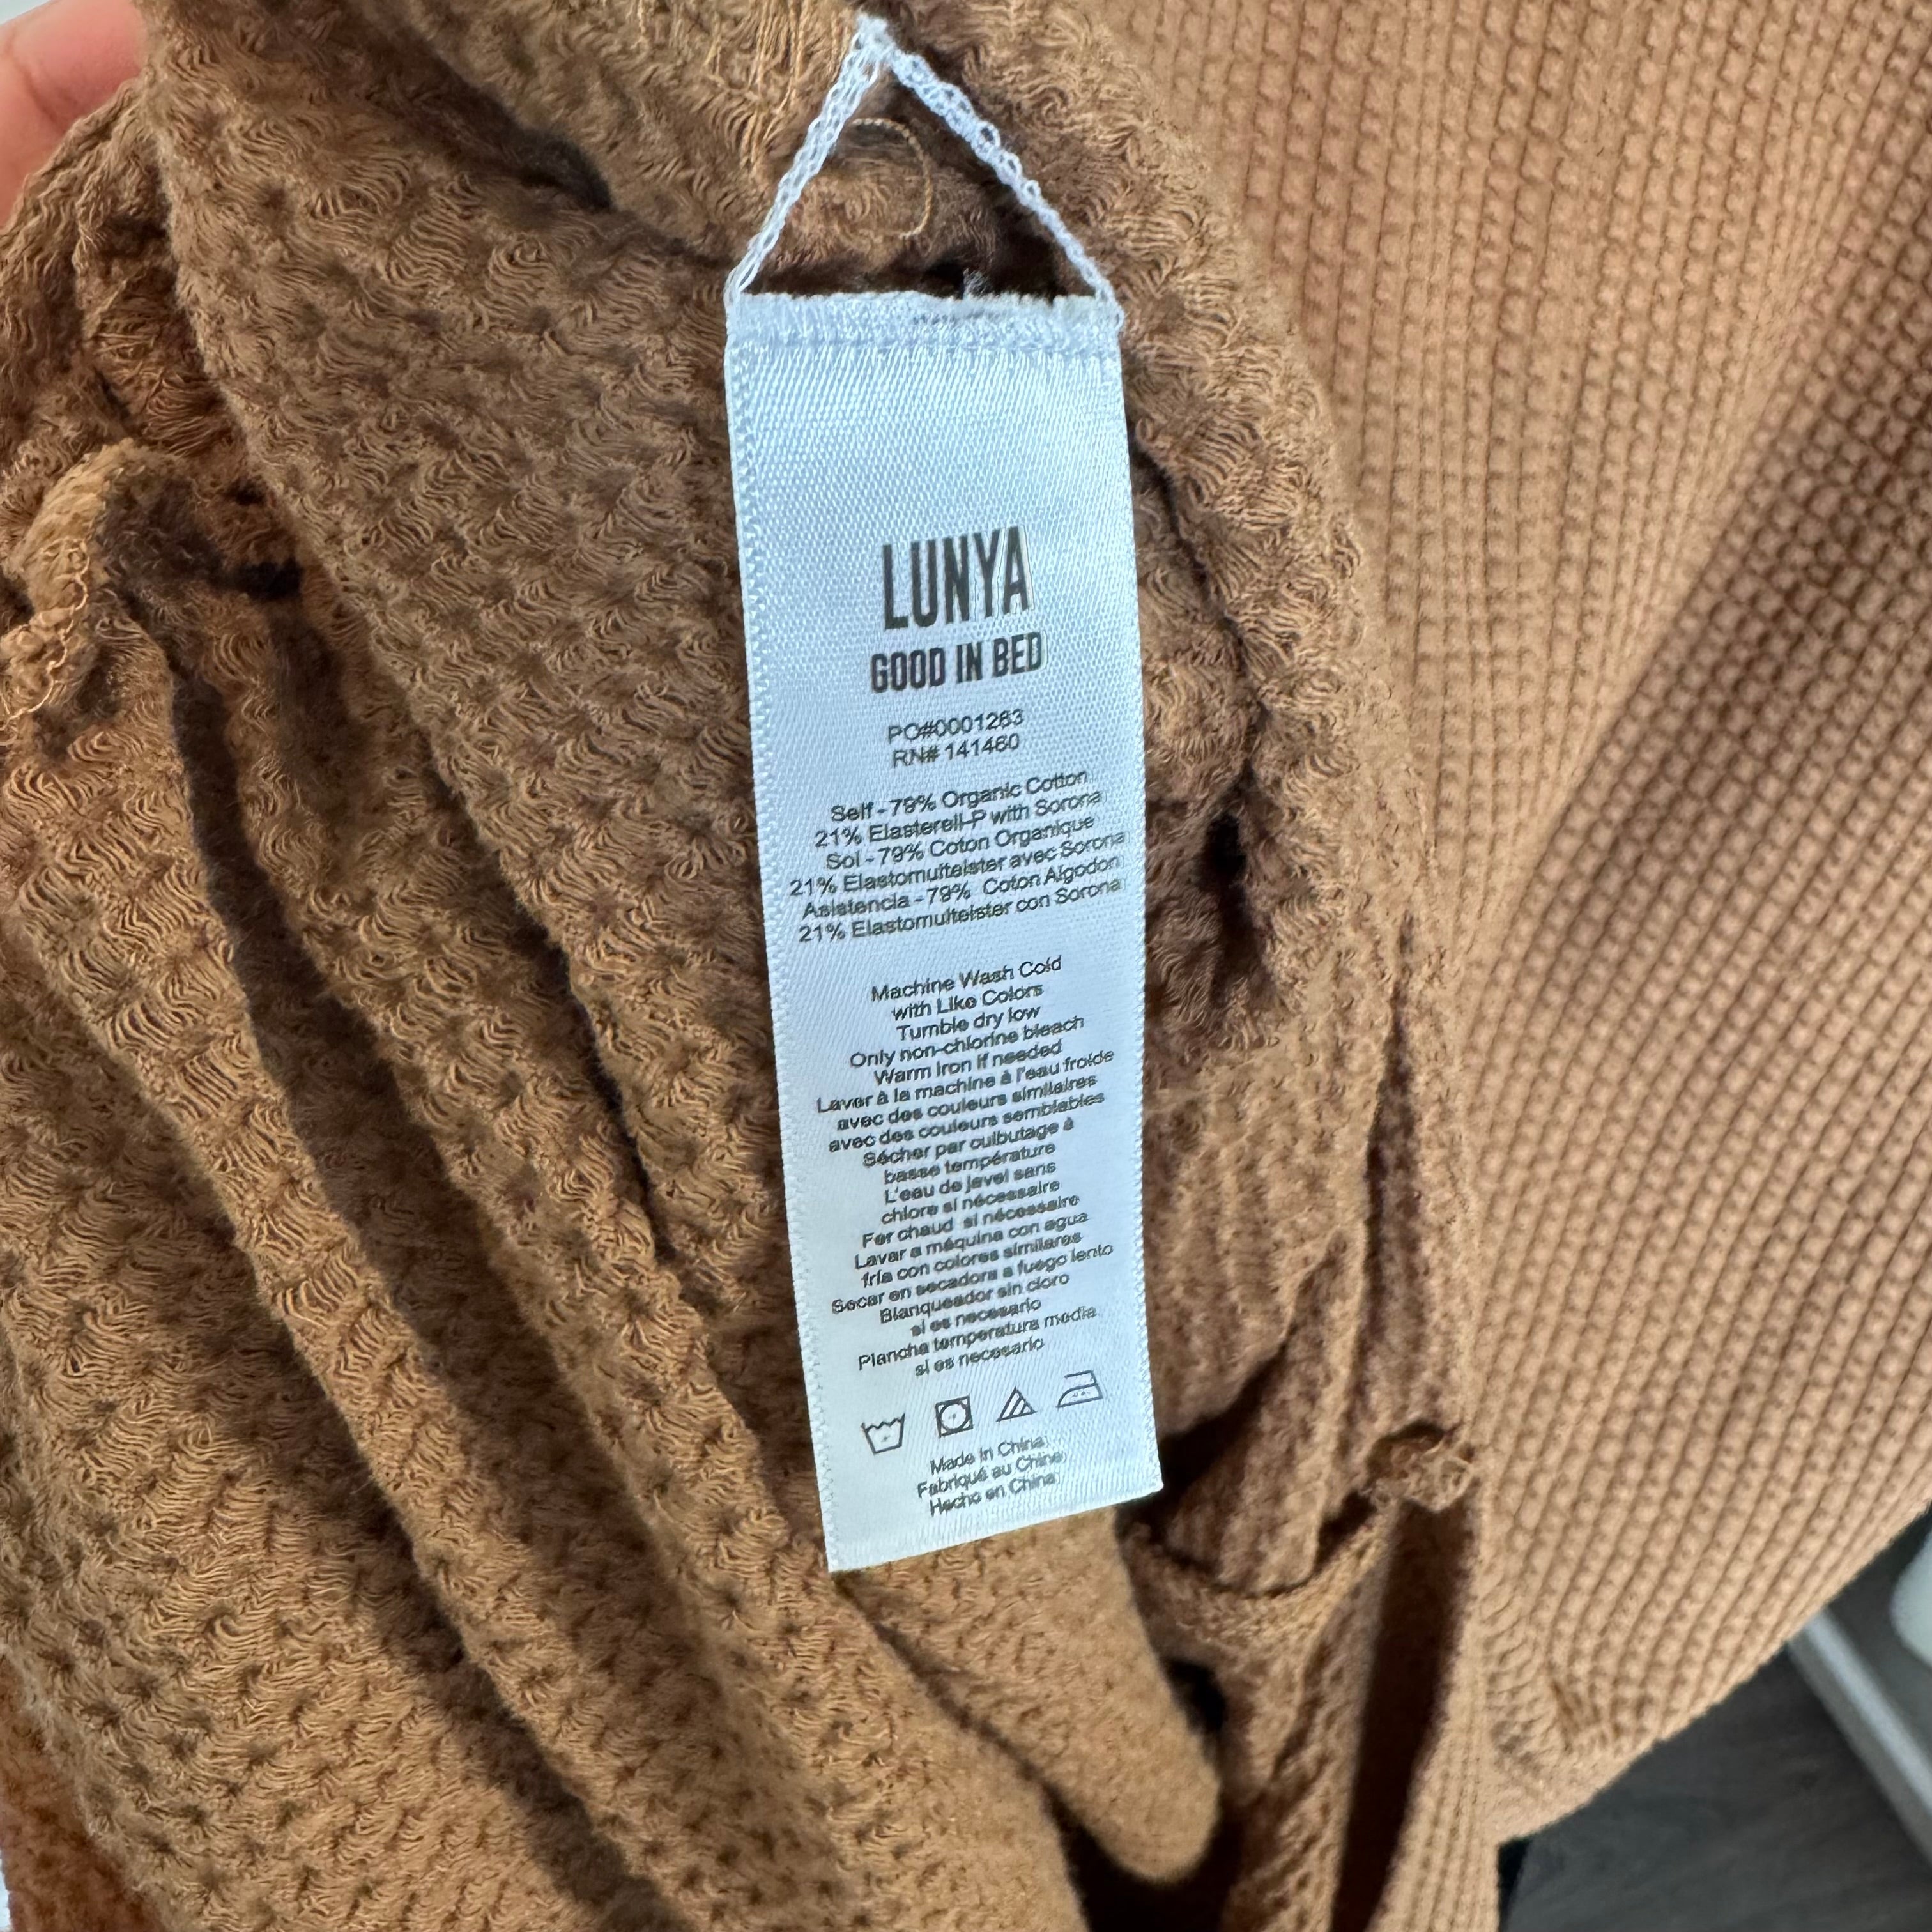 LUNYA
GOOD IN BED
PO#0001263
RN# 141460
Self - 79% Organic Cotton
21% Elasterell-P with Sorona
Soi - 79% Coton Organique
21% Elastomulteister avec Sorona
Asistencia - 79% Coton Algodon
21% Elastomulteister con Sorona
Machine Wash Cold
with Like Colors
Tumble dry low
Only non-chlorine bleach
Warm Iron If needed
Laver à la machine à l'eau froide
avec des couleurs similaires
avec des couleurs semblables
Sécher par culbutage à
basse température
L'eau de javel sans
chlore si nécessaire
Fer chaud si nécessaire
Lavar a máquina con agua
fría con colores similares
Secar en secadora a fuego lento
Blanqueador sin cloro
si es necesario
Plancha temperatura media
si es necesario
Made in China
Fabriqué au Chine
Hecho en China